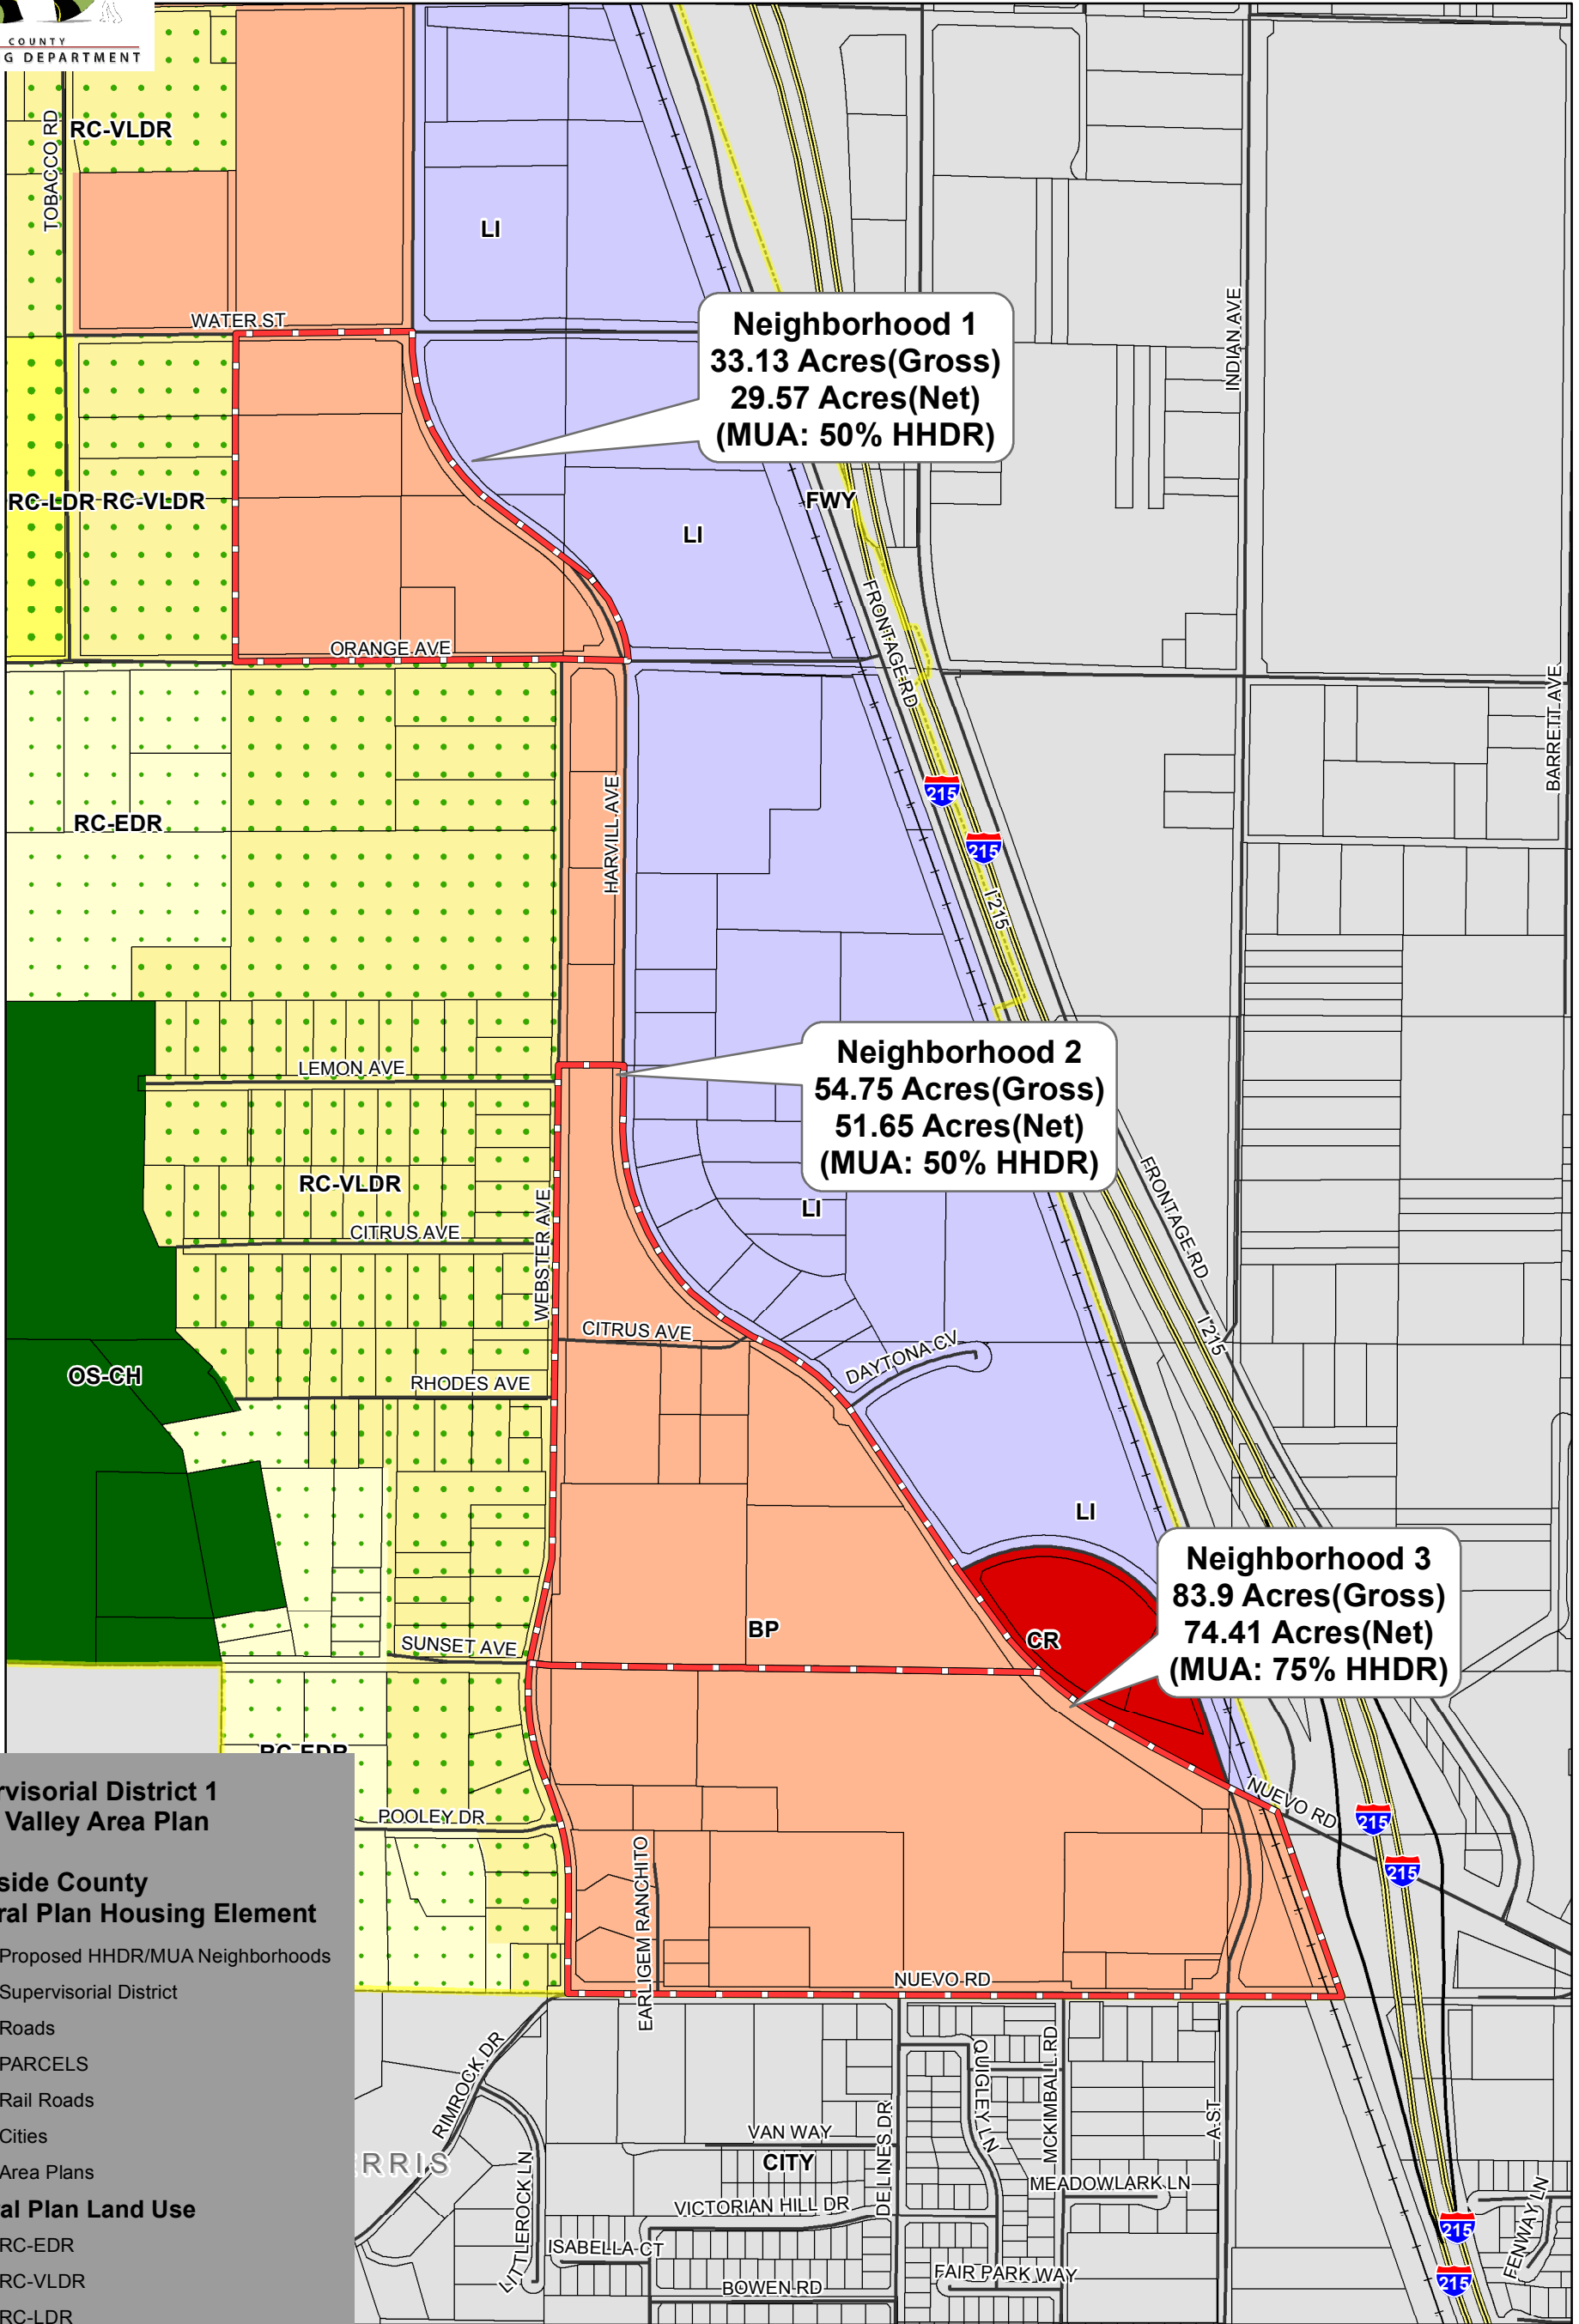 COUNTY
G DEPARTMENT
TOBACCO RD
RC-VLDR
LI
WATER ST
Neighborhood 1
33.13 Acres(Gross)
29.57 Acres(Net)
(MUA: 50% HHDR)
INDIAN AVE
RC-LDR
RC-VLDR
FWY
LI
FRONTAGE RD
ORANGE AVE
BARRETT AVE
215
RC-EDR
HARVILL AVE
215
I 215
Neighborhood 2
54.75 Acres(Gross)
51.65 Acres(Net)
(MUA: 50% HHDR)
LEMON AVE
RC-VLDR
LI
FRONTAGE RD
CITRUS AVE
WEBSTER AVE
CITRUS AVE
I 215
DAYTONA CV
OS-CH
RHODES AVE
LI
Neighborhood 3
83.9 Acres(Gross)
74.41 Acres(Net)
(MUA: 75% HHDR)
BP
CR
SUNSET AVE
RC-EDR
NUEVO RD
POOLEY DR
215
215
EARLIGEM RANCHITO
NUEVO RD
rvisorial District 1
Valley Area Plan
side County
ral Plan Housing Element
Proposed HHDR/MUA Neighborhoods
Supervisorial District
Roads
PARCELS
Rail Roads
Cities
Area Plans
al Plan Land Use
RC-EDR
RC-VLDR
RC-LDR
RIMROCK DR
QUIGLEY LN
MCKIMBALL RD
A ST
DE LINES DR
VAN WAY
CITY
ERRIS
MEADOWLARK LN
VICTORIAN HILL DR
LITTLEROCK LN
ISABELLA CT
FAIR PARK WAY
BOWEN RD
215
FENWAY LN
215